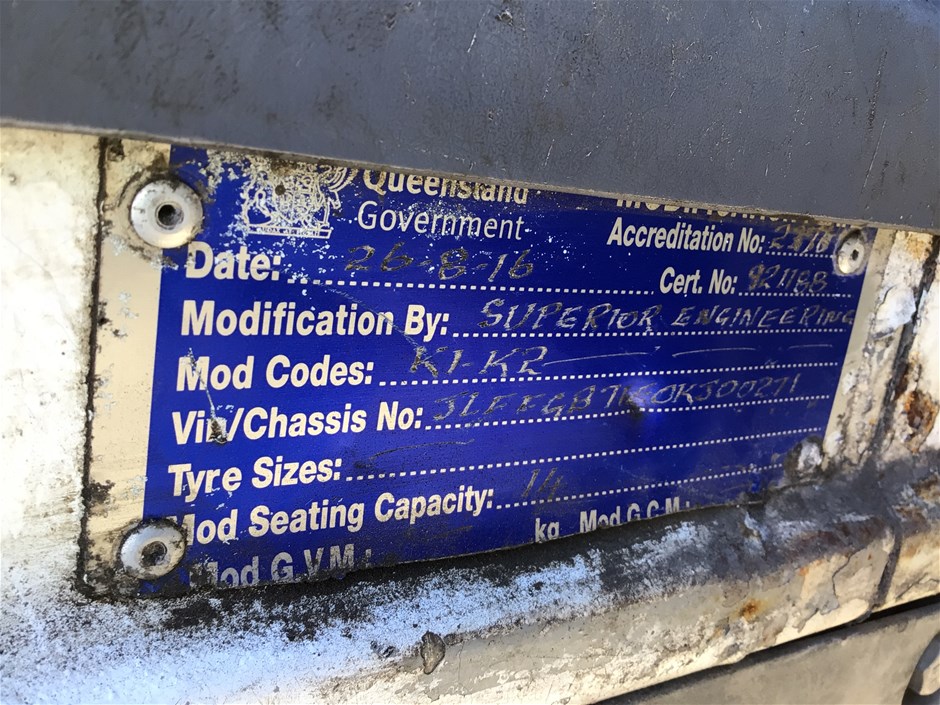 Queensland
Government
Accreditation No:
Date: 26-8-16
Cert. No: 921188
Modification By: SUPERIOR ENGINEERING
Mod Codes: K1-K2
Vin/Chassis No:
Tyre Sizes:
Mod Seating Capacity: 14
Mod G.V.M: kg Mod G.C.M: